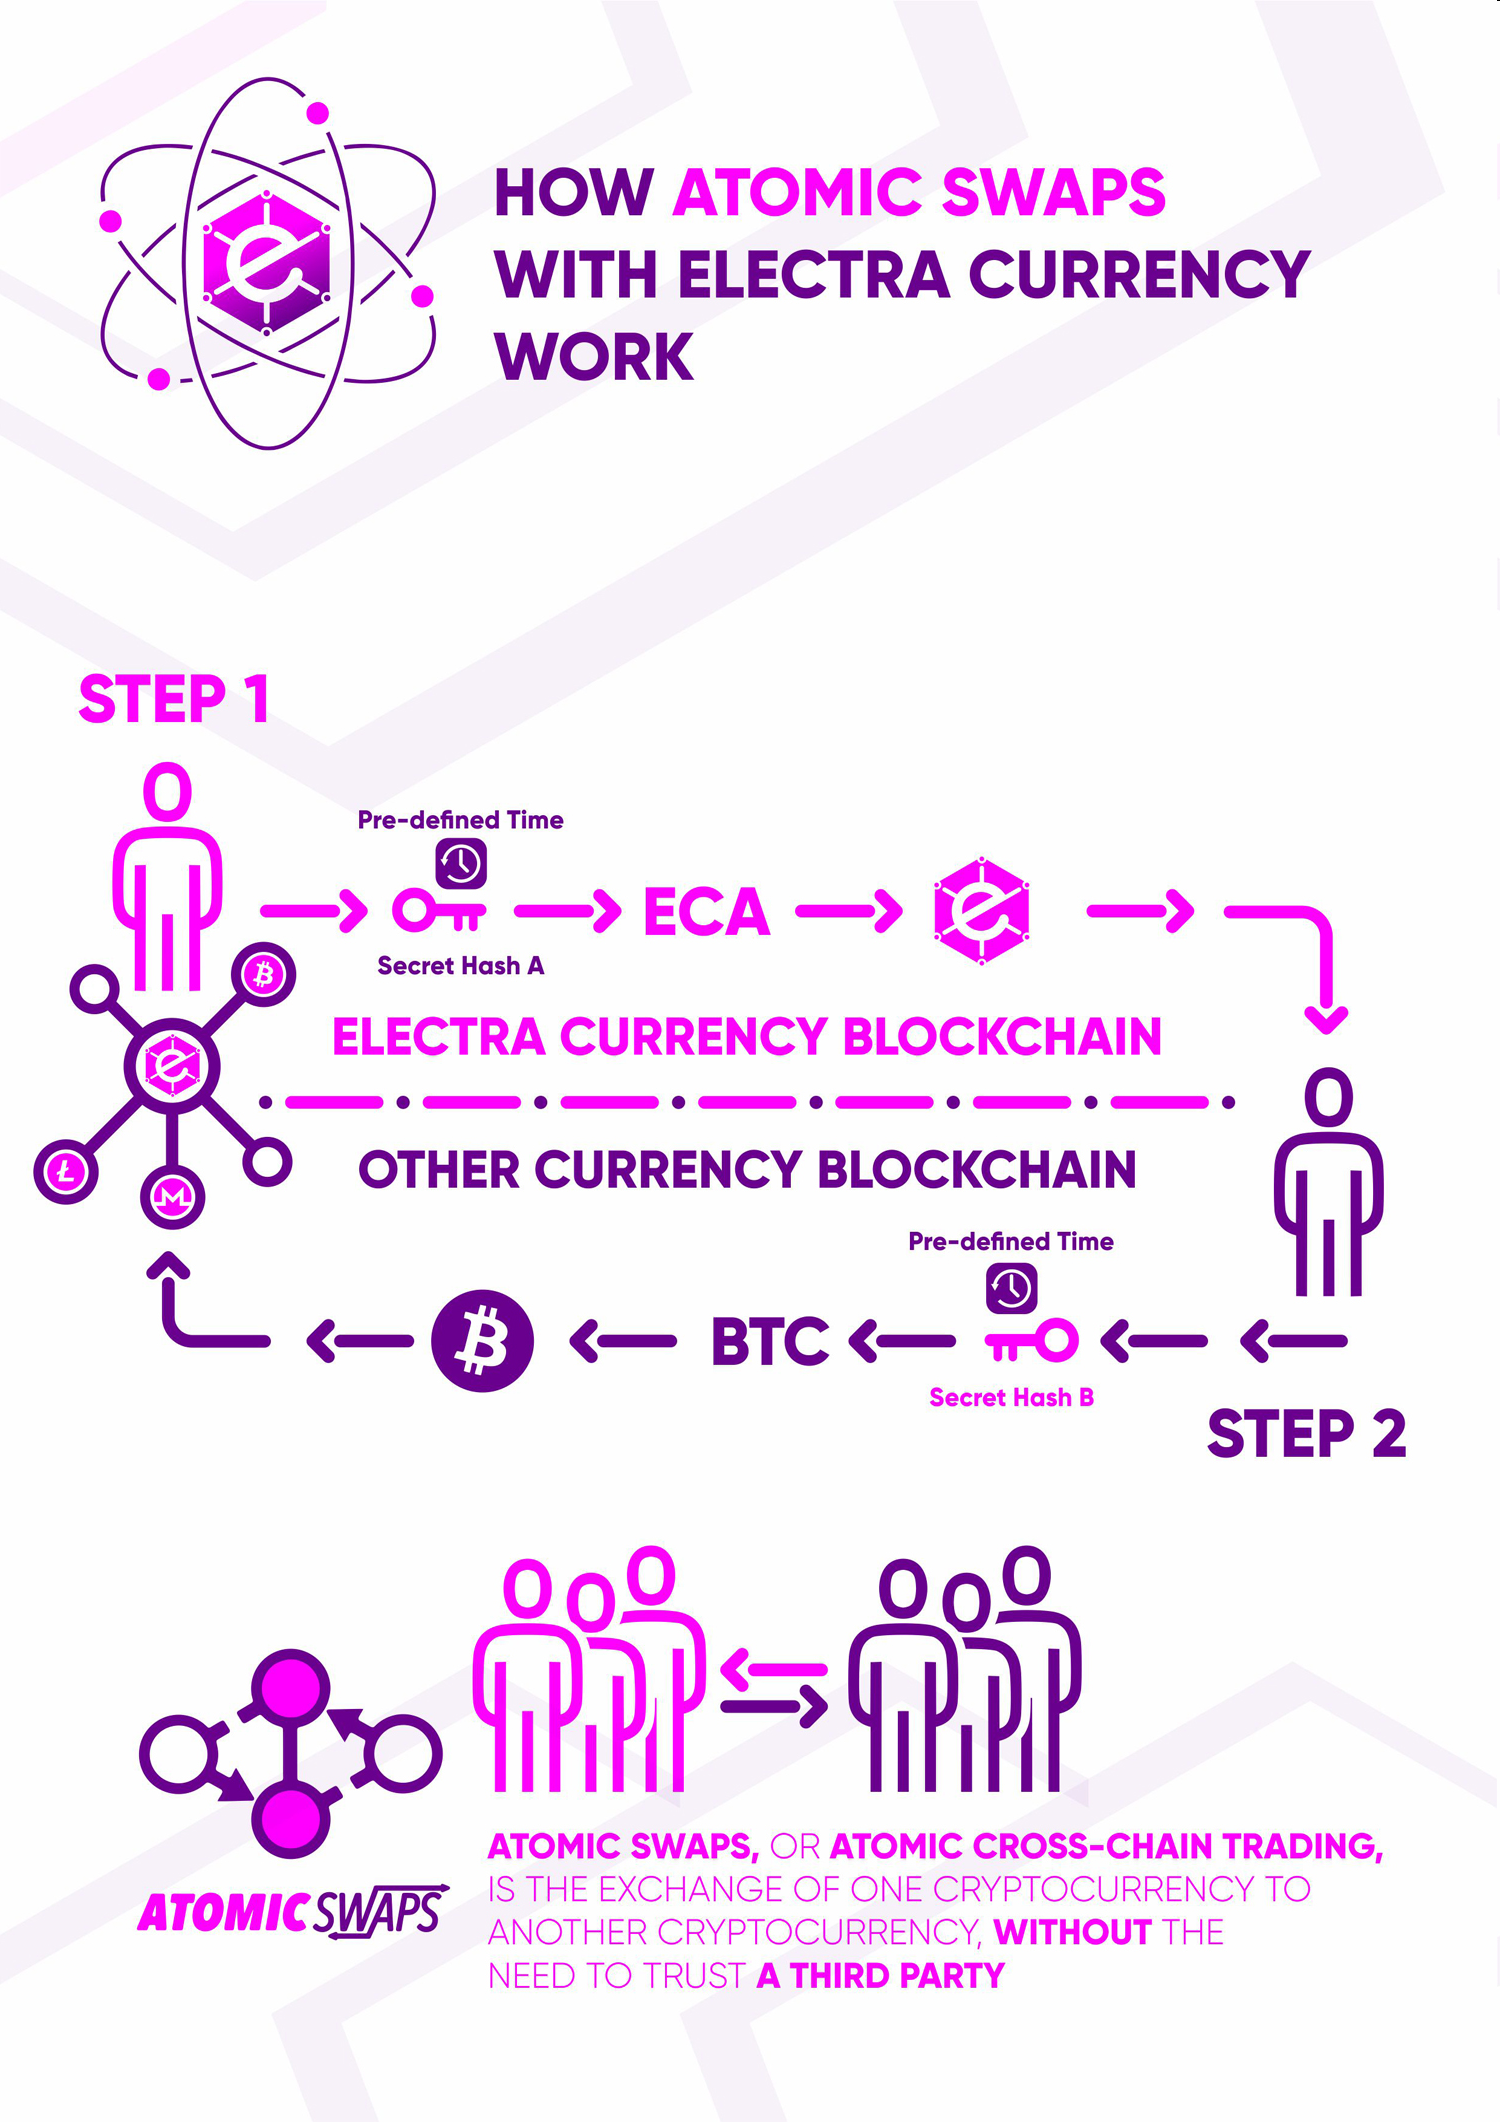 HOW ATOMIC SWAPS
WITH ELECTRA CURRENCY
WORK
STEP 1
Pre-defined Time
ECA
Secret Hash A
ELECTRA CURRENCY BLOCKCHAIN
OTHER CURRENCY BLOCKCHAIN
Pre-defined Time
BTC
Secret Hash B
STEP 2
ATOMIC SWAPS, OR ATOMIC CROSS-CHAIN TRADING,
IS THE EXCHANGE OF ONE CRYPTOCURRENCY TO
ANOTHER CRYPTOCURRENCY, WITHOUT THE
NEED TO TRUST A THIRD PARTY
ATOMIC SWAPS